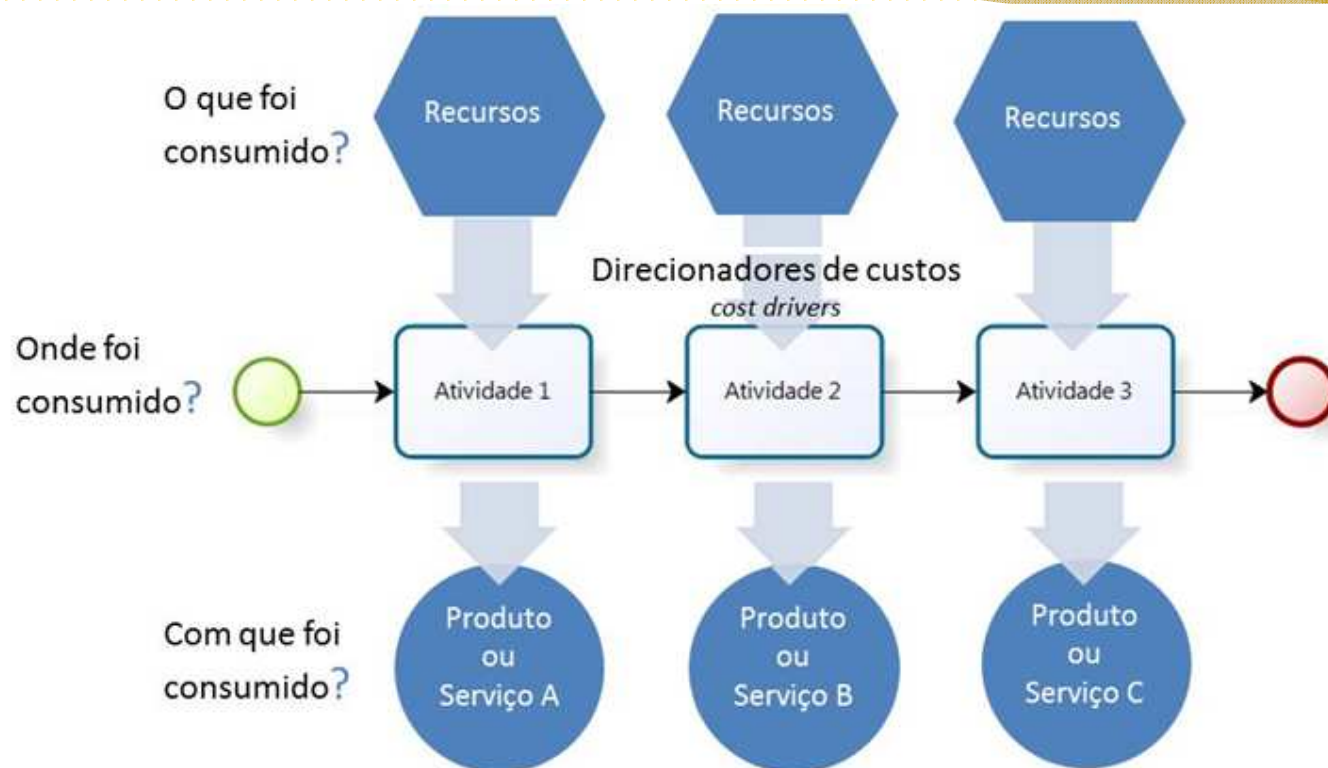 O que foi
consumido?
Recursos
Recursos
Recursos
Direcionadores de custos
cost drivers
Onde foi
consumido?
Atividade 1
Atividade 2
Atividade 3
Com que foi
consumido?
Produto
ou
Serviço A
Produto
ou
Serviço B
Produto
ou
Serviço C